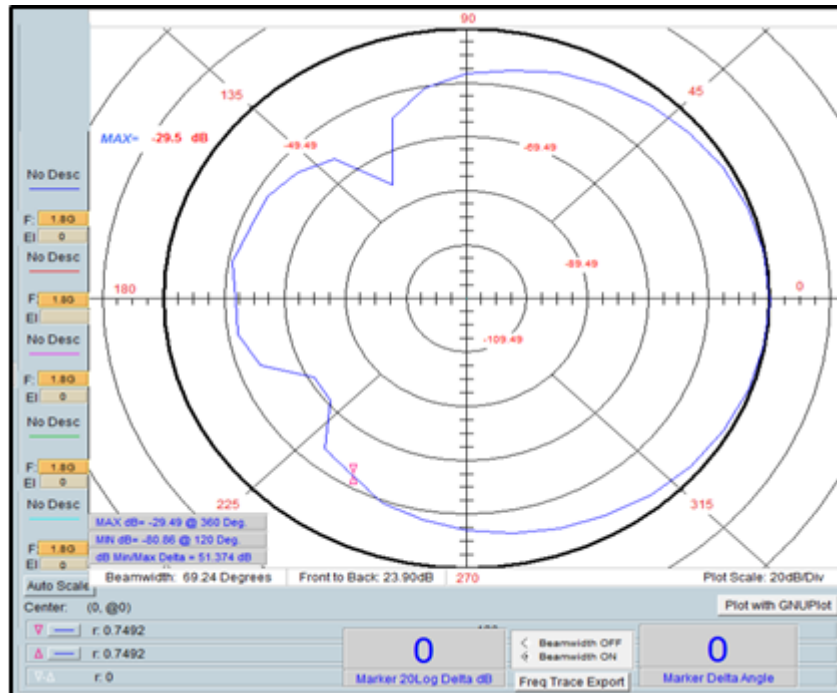 90
135
45
MAX= -29.5 dB
-49.49
-69.49
No Desc
F: 1.8G
El 0
No Desc
-89.49
180
0
F: 1.8G
El
No Desc
-109.49
F: 1.8G
El 0
No Desc
F: 1.8G
El 0
No Desc
225
315
MAX dB= -29.49 @ 360 Deg.
MIN dB= -80.86 @ 120 Deg.
dB Min/Max Delta = 51.374 dB
F: 1.8G
El 0
Auto Scale
Beamwidth: 69.24 Degrees
Front to Back: 23.90dB
270
Plot Scale: 20dB/Div
Center: (0, @0)
Plot with GNUPlot
r: 0.7492
r: 0.7492
r: 0
0
Marker 20Log Delta dB
Beamwidth OFF
Beamwidth ON
Freq Trace Export
0
Marker Delta Angle